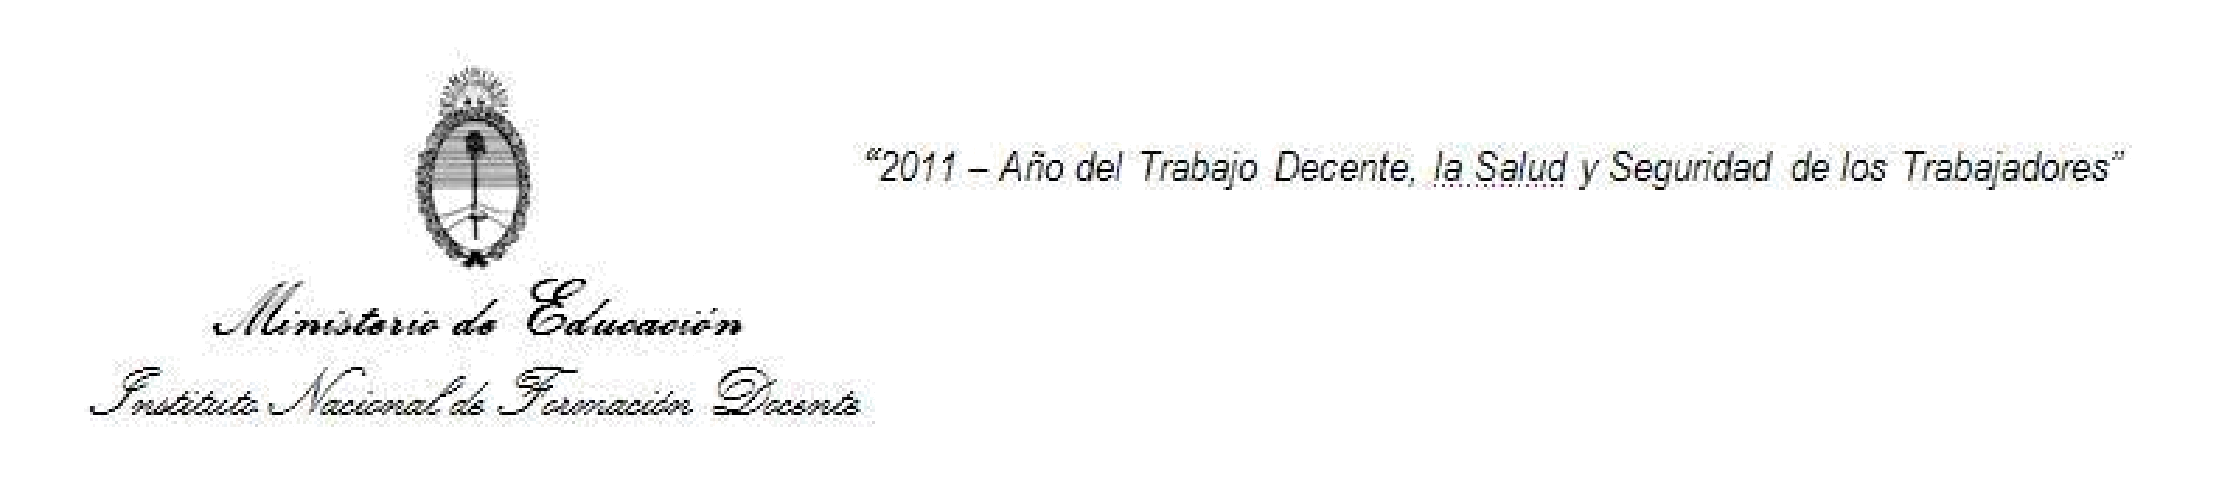 “2011 – Año del Trabajo Decente, la Salud y Seguridad de los Trabajadores”
Ministerio de Educación
Instituto Nacional de Formación Docente